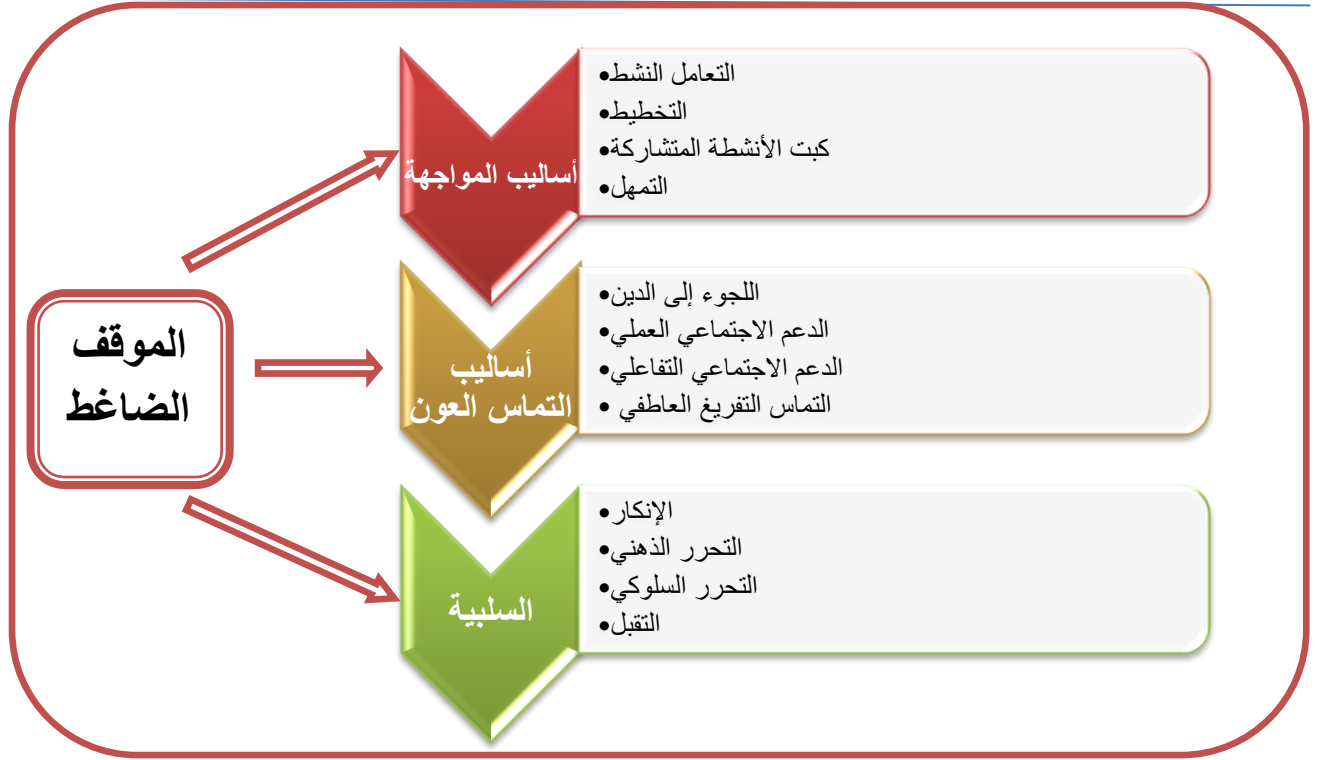 الموقف
الضاغط
أساليب المواجهة
•التعامل النشط
•التخطيط
•كبت الأنشطة المتشاركة
•التمهل
أساليب
التماس العون
•اللجوء إلى الدين
•الدعم الاجتماعي العملي
•الدعم الاجتماعي التفاعلي
• التماس التفريغ العاطفي
السلبية
•الإنكار
•التحرر الذهني
•التحرر السلوكي
•التقبل